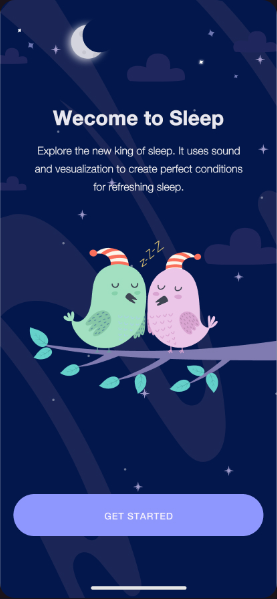 Wecome to Sleep
Explore the new king of sleep. It uses sound
and vesualization to create perfect conditions
for refreshing sleep.
z-z-Z
GET STARTED